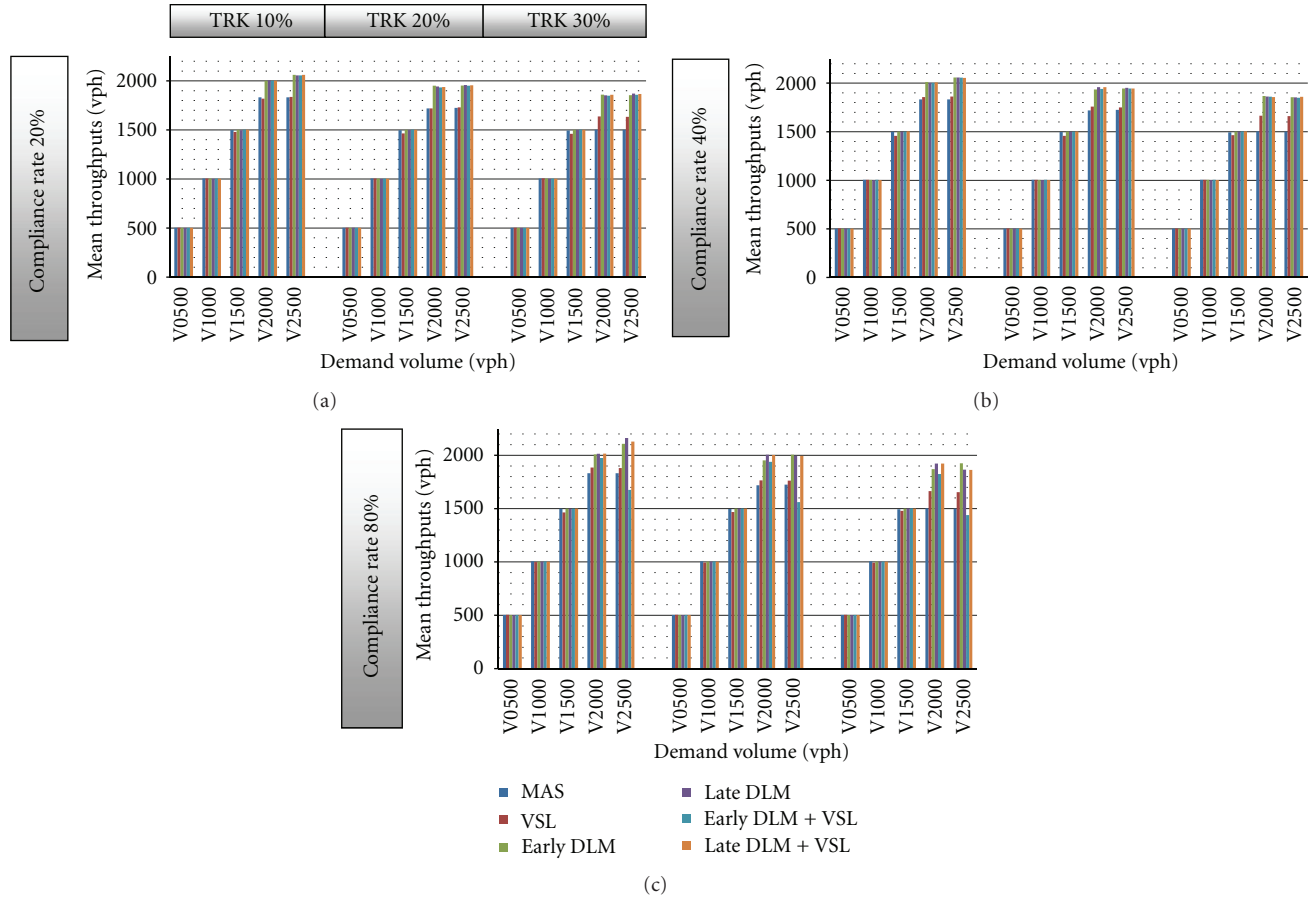 TRK 10% TRK 20% TRK 30%
Compliance rate 20%
Mean throughputs (vph)
2000
1500
1000
500
0
V0500 V1000 V1500 V2000 V2500 V0500 V1000 V1500 V2000 V2500 V0500 V1000 V1500 V2000 V2500
Demand volume (vph)
(a)
Compliance rate 40%
Mean throughputs (vph)
2000
1500
1000
500
0
V0500 V1000 V1500 V2000 V2500 V0500 V1000 V1500 V2000 V2500 V0500 V1000 V1500 V2000 V2500
Demand volume (vph)
(b)
Compliance rate 80%
Mean throughputs (vph)
2000
1500
1000
500
0
V0500 V1000 V1500 V2000 V2500 V0500 V1000 V1500 V2000 V2500 V0500 V1000 V1500 V2000 V2500
Demand volume (vph)
MAS
VSL
Early DLM
Late DLM
Early DLM + VSL
Late DLM + VSL
(c)